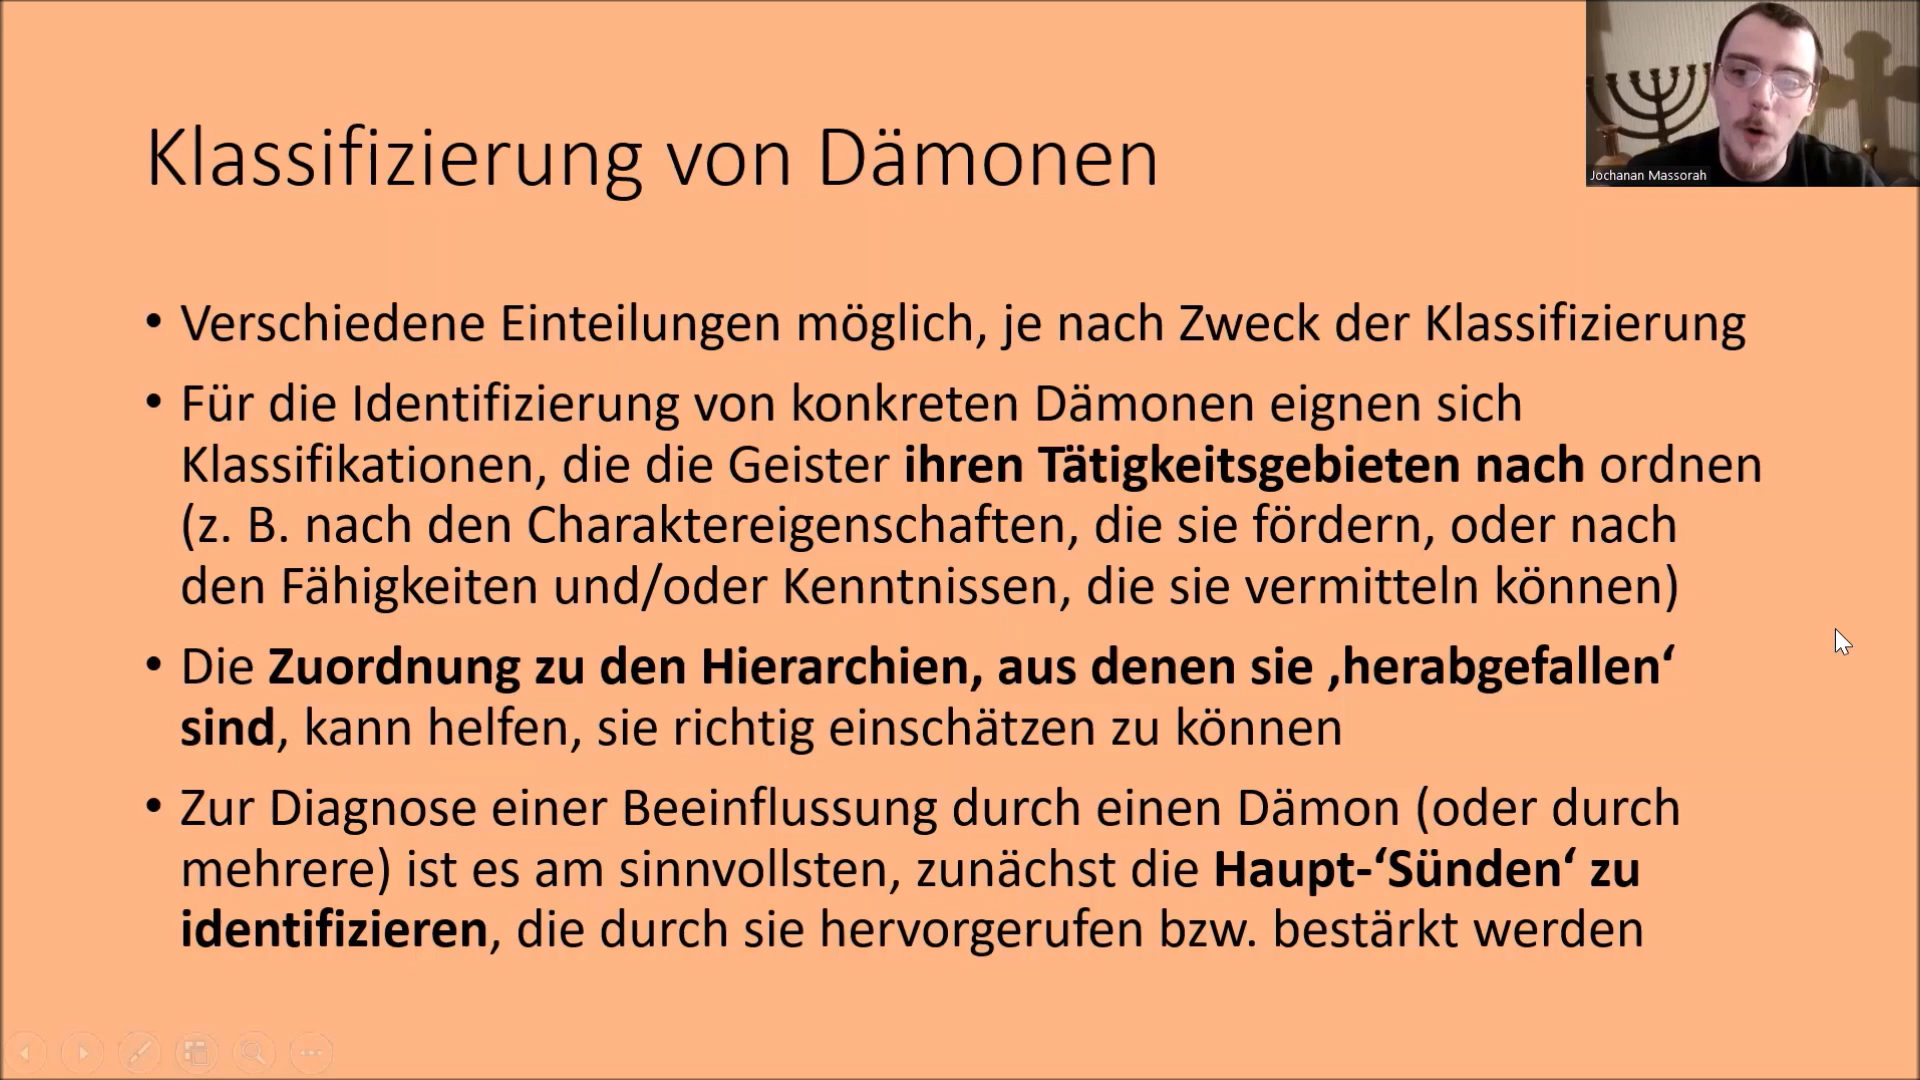 Klassifizierung von Dämonen
Jochanan Massorah
• Verschiedene Einteilungen möglich, je nach Zweck der Klassifizierung
• Für die Identifizierung von konkreten Dämonen eignen sich
Klassifikationen, die die Geister ihren Tätigkeitsgebieten nach ordnen
(z. B. nach den Charaktereigenschaften, die sie fördern, oder nach
den Fähigkeiten und/oder Kenntnissen, die sie vermitteln können)
• Die Zuordnung zu den Hierarchien, aus denen sie ‚herabgefallen‘
sind, kann helfen, sie richtig einschätzen zu können
• Zur Diagnose einer Beeinflussung durch einen Dämon (oder durch
mehrere) ist es am sinnvollsten, zunächst die Haupt-‘Sünden‘ zu
identifizieren, die durch sie hervorgerufen bzw. bestärkt werden